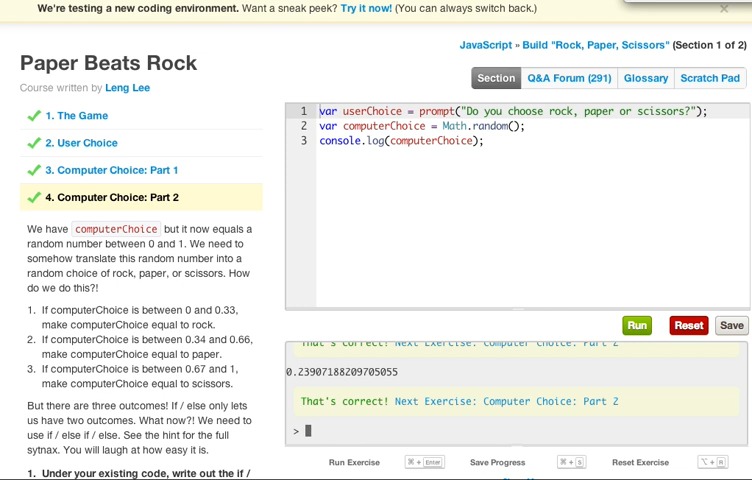 We're testing a new coding environment. Want a sneak peek? Try it now! (You can always switch back.)
Paper Beats Rock
Course written by Leng Lee
JavaScript » Build "Rock, Paper, Scissors" (Section 1 of 2)
Section Q&A Forum (291) Glossary Scratch Pad
1. The Game
2. User Choice
3. Computer Choice: Part 1
4. Computer Choice: Part 2
We have computerChoice but it now equals a
random number between 0 and 1. We need to
somehow translate this random number into a
random choice of rock, paper, or scissors. How
do we do this?!
1. If computerChoice is between 0 and 0.33,
make computerChoice equal to rock.
2. If computerChoice is between 0.34 and 0.66,
make computerChoice equal to paper.
3. If computerChoice is between 0.67 and 1,
make computerChoice equal to scissors.
But there are three outcomes! If / else only lets
us have two outcomes. What now?! We need to
use if / else if / else. See the hint for the full
sytnax. You will laugh at how easy it is.
1. Under your existing code, write out the if /
1 var userChoice = prompt("Do you choose rock, paper or scissors?");
2 var computerChoice = Math.random();
3 console.log(computerChoice);
Run Reset Save
That's correct! Next Exercise: Computer Choice: Part 2
0.23907188209705055
That's correct! Next Exercise: Computer Choice: Part 2
>
Run Exercise ⌘ + Enter Save Progress ⌘ + S Reset Exercise ⌥ + R